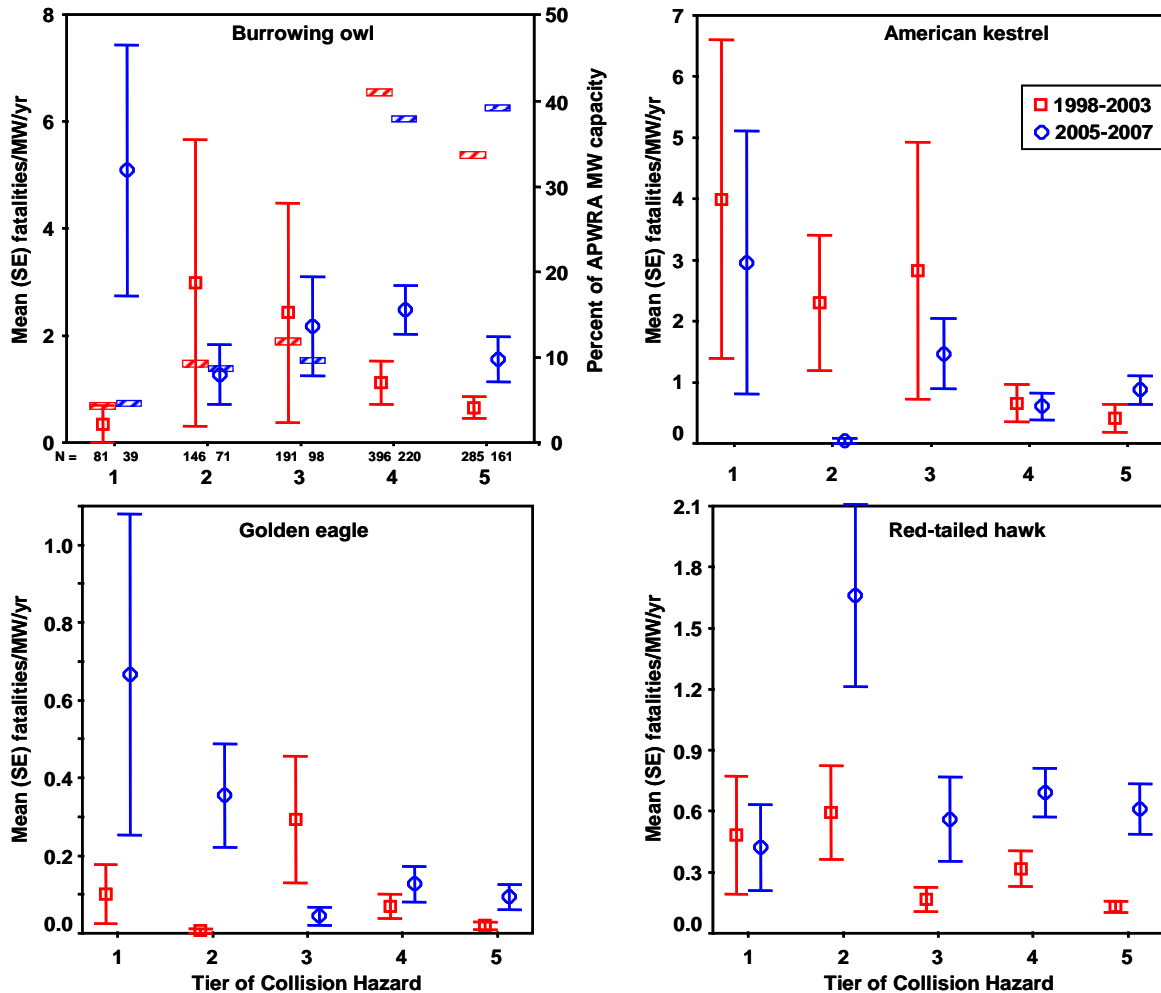 Burrowing owl
Mean (SE) fatalities/MW/yr
8
6
4
2
0
50
40
30
20
10
0
Percent of APWRA MW capacity
N = 81 39 146 71 191 98 396 220 285 161
1 2 3 4 5
American kestrel
Mean (SE) fatalities/MW/yr
7
6
5
4
3
2
1
0
1998-2003
2005-2007
1 2 3 4 5
Golden eagle
Mean (SE) fatalities/MW/yr
1.0
0.8
0.6
0.4
0.2
0.0
1 2 3 4 5
Tier of Collision Hazard
Red-tailed hawk
Mean (SE) fatalities/MW/yr
2.1
1.8
1.5
1.2
0.9
0.6
0.3
0.0
1 2 3 4 5
Tier of Collision Hazard